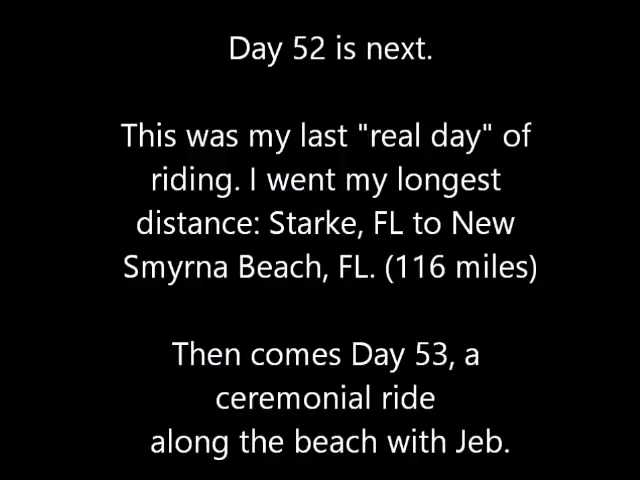 Day 52 is next.
This was my last "real day" of
riding. I went my longest
distance: Starke, FL to New
Smyrna Beach, FL. (116 miles)
Then comes Day 53, a
ceremonial ride
along the beach with Jeb.